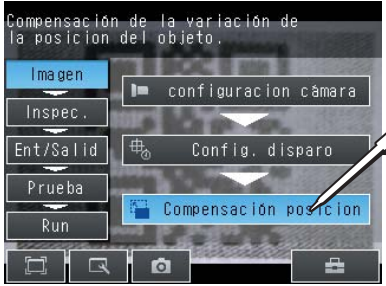 Compensación de la variación de
la posicion del objeto.
Imagen
Inspec.
Ent/Salid
Prueba
Run
configuracion cámara
Config. disparo
Compensación posicion